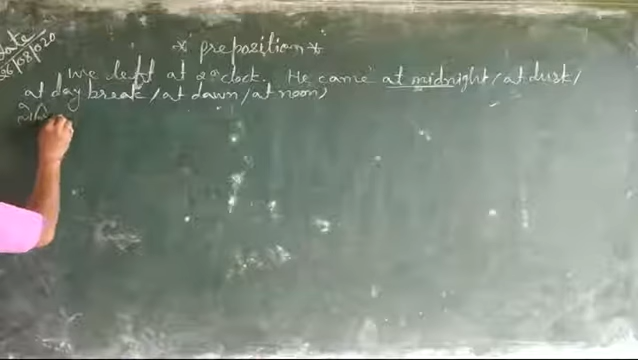 Date
26/08/020
* preposition *
We left at 2 o'clock. He came at midnight/at dusk/
at day break/at dawn/at noon)